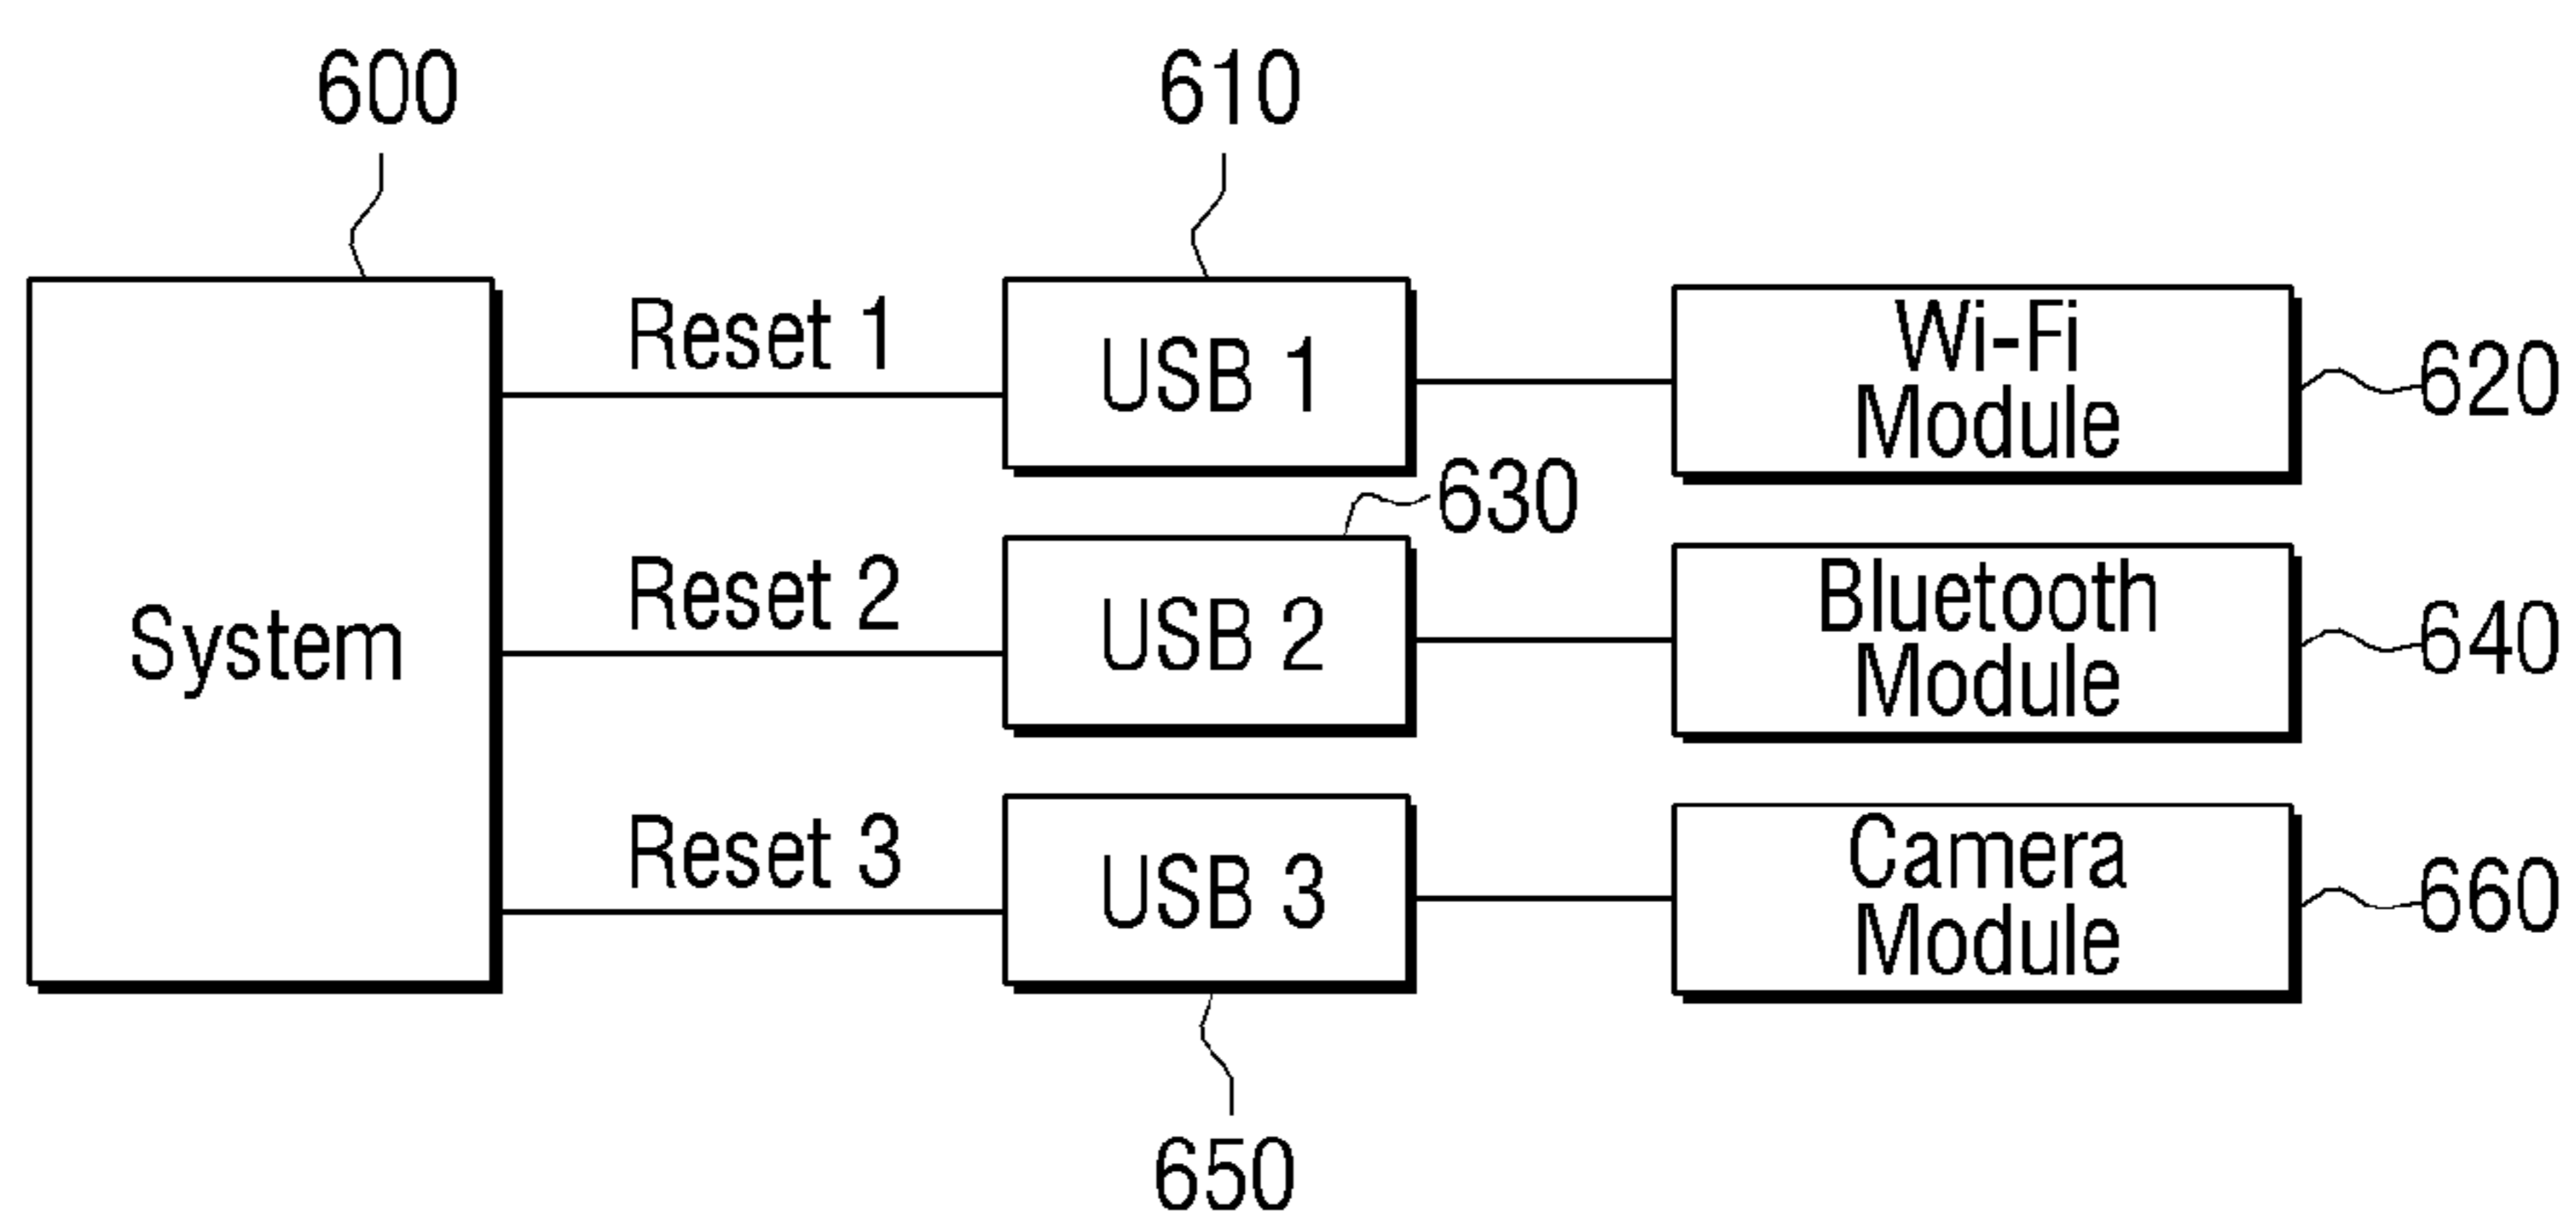 600
610
Reset 1
USB 1
Wi-Fi
Module
620
630
System
Reset 2
USB 2
Bluetooth
Module
640
Reset 3
USB 3
Camera
Module
660
650